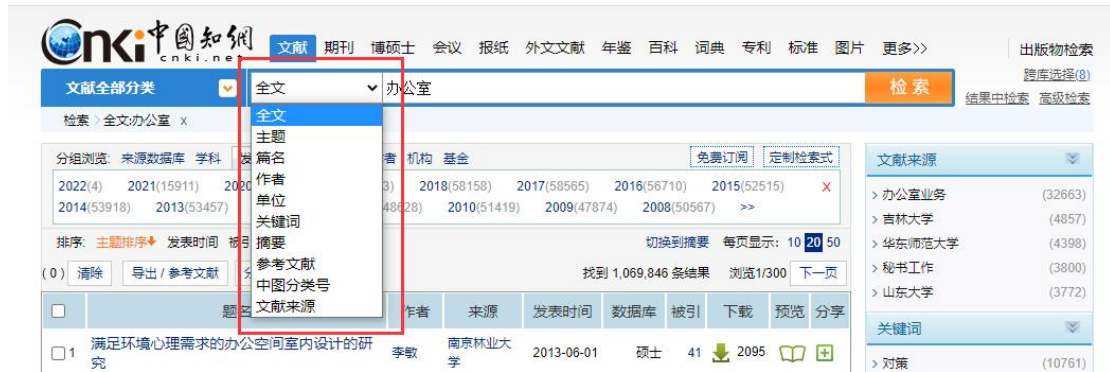 cnki 中国知网
cnki.net
文献 期刊 博硕士 会议 报纸 外文文献 年鉴 百科 词典 专利 标准 图片 更多>> 出版物检索
文献全部分类 全文 办公室 检索 跨库选择(8)
结果中检索 高级检索
检索 > 全文:办公室 x
全文
主题
篇名
作者
单位
关键词
摘要
参考文献
中图分类号
文献来源
分组浏览: 来源数据库 学科 发 者 机构 基金 免费订阅 定制检索式
2022(4) 2021(15911) 2020 3) 2018(58158) 2017(58565) 2016(56710) 2015(52515) X
2014(53918) 2013(53457) 48628) 2010(51419) 2009(47874) 2008(50567) >>
排序: 主题排序 发表时间 被引 切换到摘要 每页显示: 10 20 50
(0) 清除 导出 / 参考文献 分 找到 1,069,846 条结果 浏览1/300 下一页
题名 作者 来源 发表时间 数据库 被引 下载 预览 分享
1 满足环境心理需求的办公空间室内设计的研究 李敏 南京林业大学 2013-06-01 硕士 41 2095
文献来源
> 办公室业务 (32663)
> 吉林大学 (4857)
> 华东师范大学 (4398)
> 秘书工作 (3800)
> 山东大学 (3772)
关键词
> 对策 (10761)